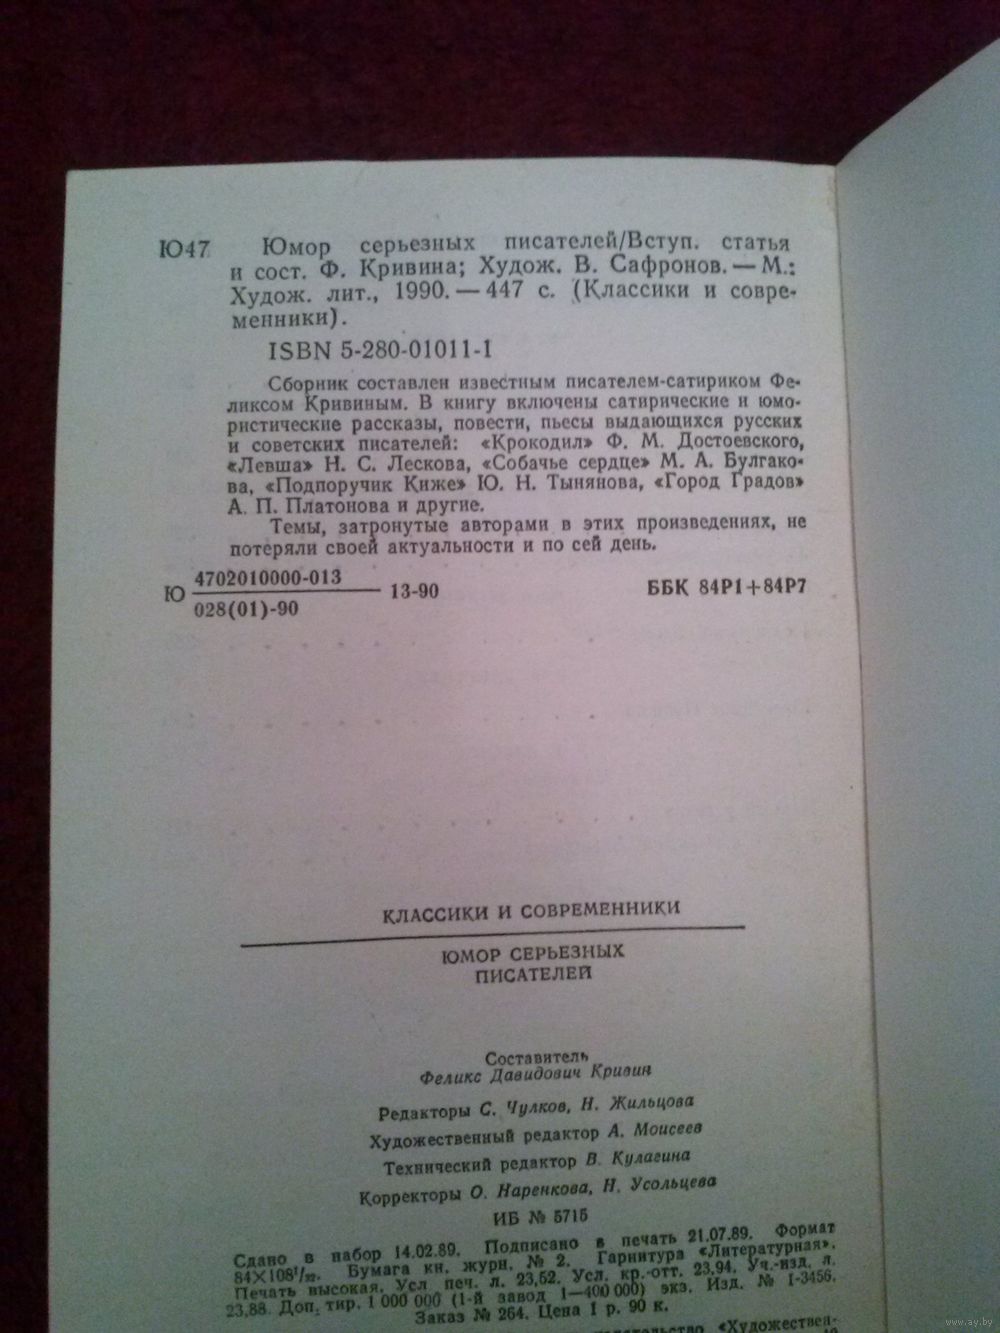 Ю47 Юмор серьезных писателей/Вступ. статья
и сост. Ф. Кривина; Худож. В. Сафронов. — М.:
Худож. лит., 1990. — 447 с. (Классики и совре-
менники).
ISBN 5-280-01011-1
Сборник составлен известным писателем-сатириком Фе-
ликсом Кривиным. В книгу включены сатирические и юмо-
ристические рассказы, повести, пьесы выдающихся русских
и советских писателей: «Крокодил» Ф. М. Достоевского,
«Левша» Н. С. Лескова, «Собачье сердце» М. А. Булгако-
ва, «Подпоручик Киже» Ю. Н. Тынянова, «Город Градов»
А. П. Платонова и другие.
Темы, затронутые авторами в этих произведениях, не
потеряли своей актуальности и по сей день.
Ю 4702010000-013
028(01)-90
13-90 ББК 84Р1+84Р7
КЛАССИКИ И СОВРЕМЕННИКИ
ЮМОР СЕРЬЕЗНЫХ
ПИСАТЕЛЕЙ
Составитель
Феликс Давидович Кривин
Редакторы С. Чулков, Н. Жильцова
Художественный редактор А. Моисеев
Технический редактор В. Кулагина
Корректоры О. Наренкова, Н. Усольцева
ИБ № 5715
Сдано в набор 14.02.89. Подписано в печать 21.07.89. Формат
84×108¹/₃₂. Бумага кн. журн. № 2. Гарнитура «Литературная».
Печать высокая. Усл печ. л. 23,52. Усл. кр.-отт. 23,94. Уч.-изд. л.
23,88. Доп. тир. 1 000 000 (1-й завод 1—400 000) экз. Изд. № I-3456.
Заказ № 264. Цена 1 р. 90 к.
«Художествен-
www.ay.by